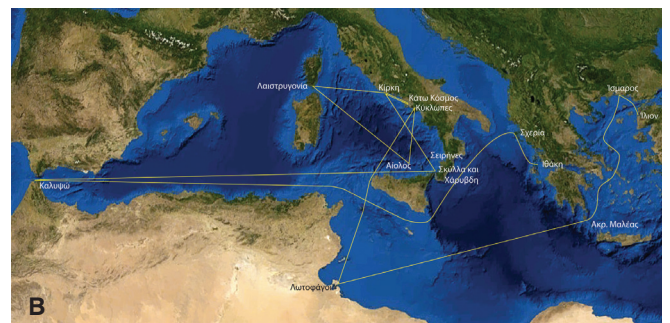 Λαιστρυγονία
Κίρκη
Κάτω Κόσμος
Κύκλωπες
Ίσμαρος
Ίλιον
Σχερία
Ιθάκη
Σειρήνες
Αίολος
Σκύλλα και
Χάρυβδη
Καλυψώ
Ακρ. Μαλέας
Λωτοφάγοι
B